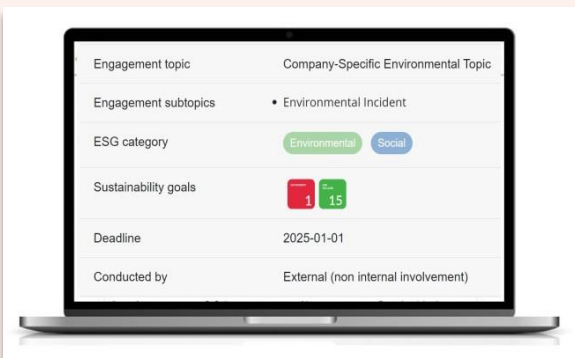 Engagement topic Company-Specific Environmental Topic
Engagement subtopics • Environmental Incident
ESG category Environmental Social
Sustainability goals 1 15
Deadline 2025-01-01
Conducted by External (non internal involvement)